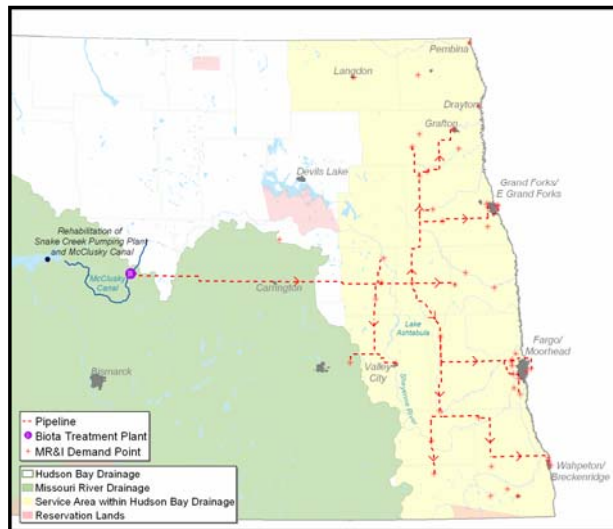 Pembina
Langdon
Drayton
Grafton
Devils Lake
Grand Forks/
E Grand Forks
Rehabilitation of
Snake Creek Pumping Plant
and McClusky Canal
McClusky
Canal
B
Carrington
Lake
Ashtabula
Fargo/
Moorhead
Bismarck
Valley
City
Sheyenne River
Wahpeton/
Breckenridge
Pipeline
Biota Treatment Plant
MR&I Demand Point
Hudson Bay Drainage
Missouri River Drainage
Service Area within Hudson Bay Drainage
Reservation Lands